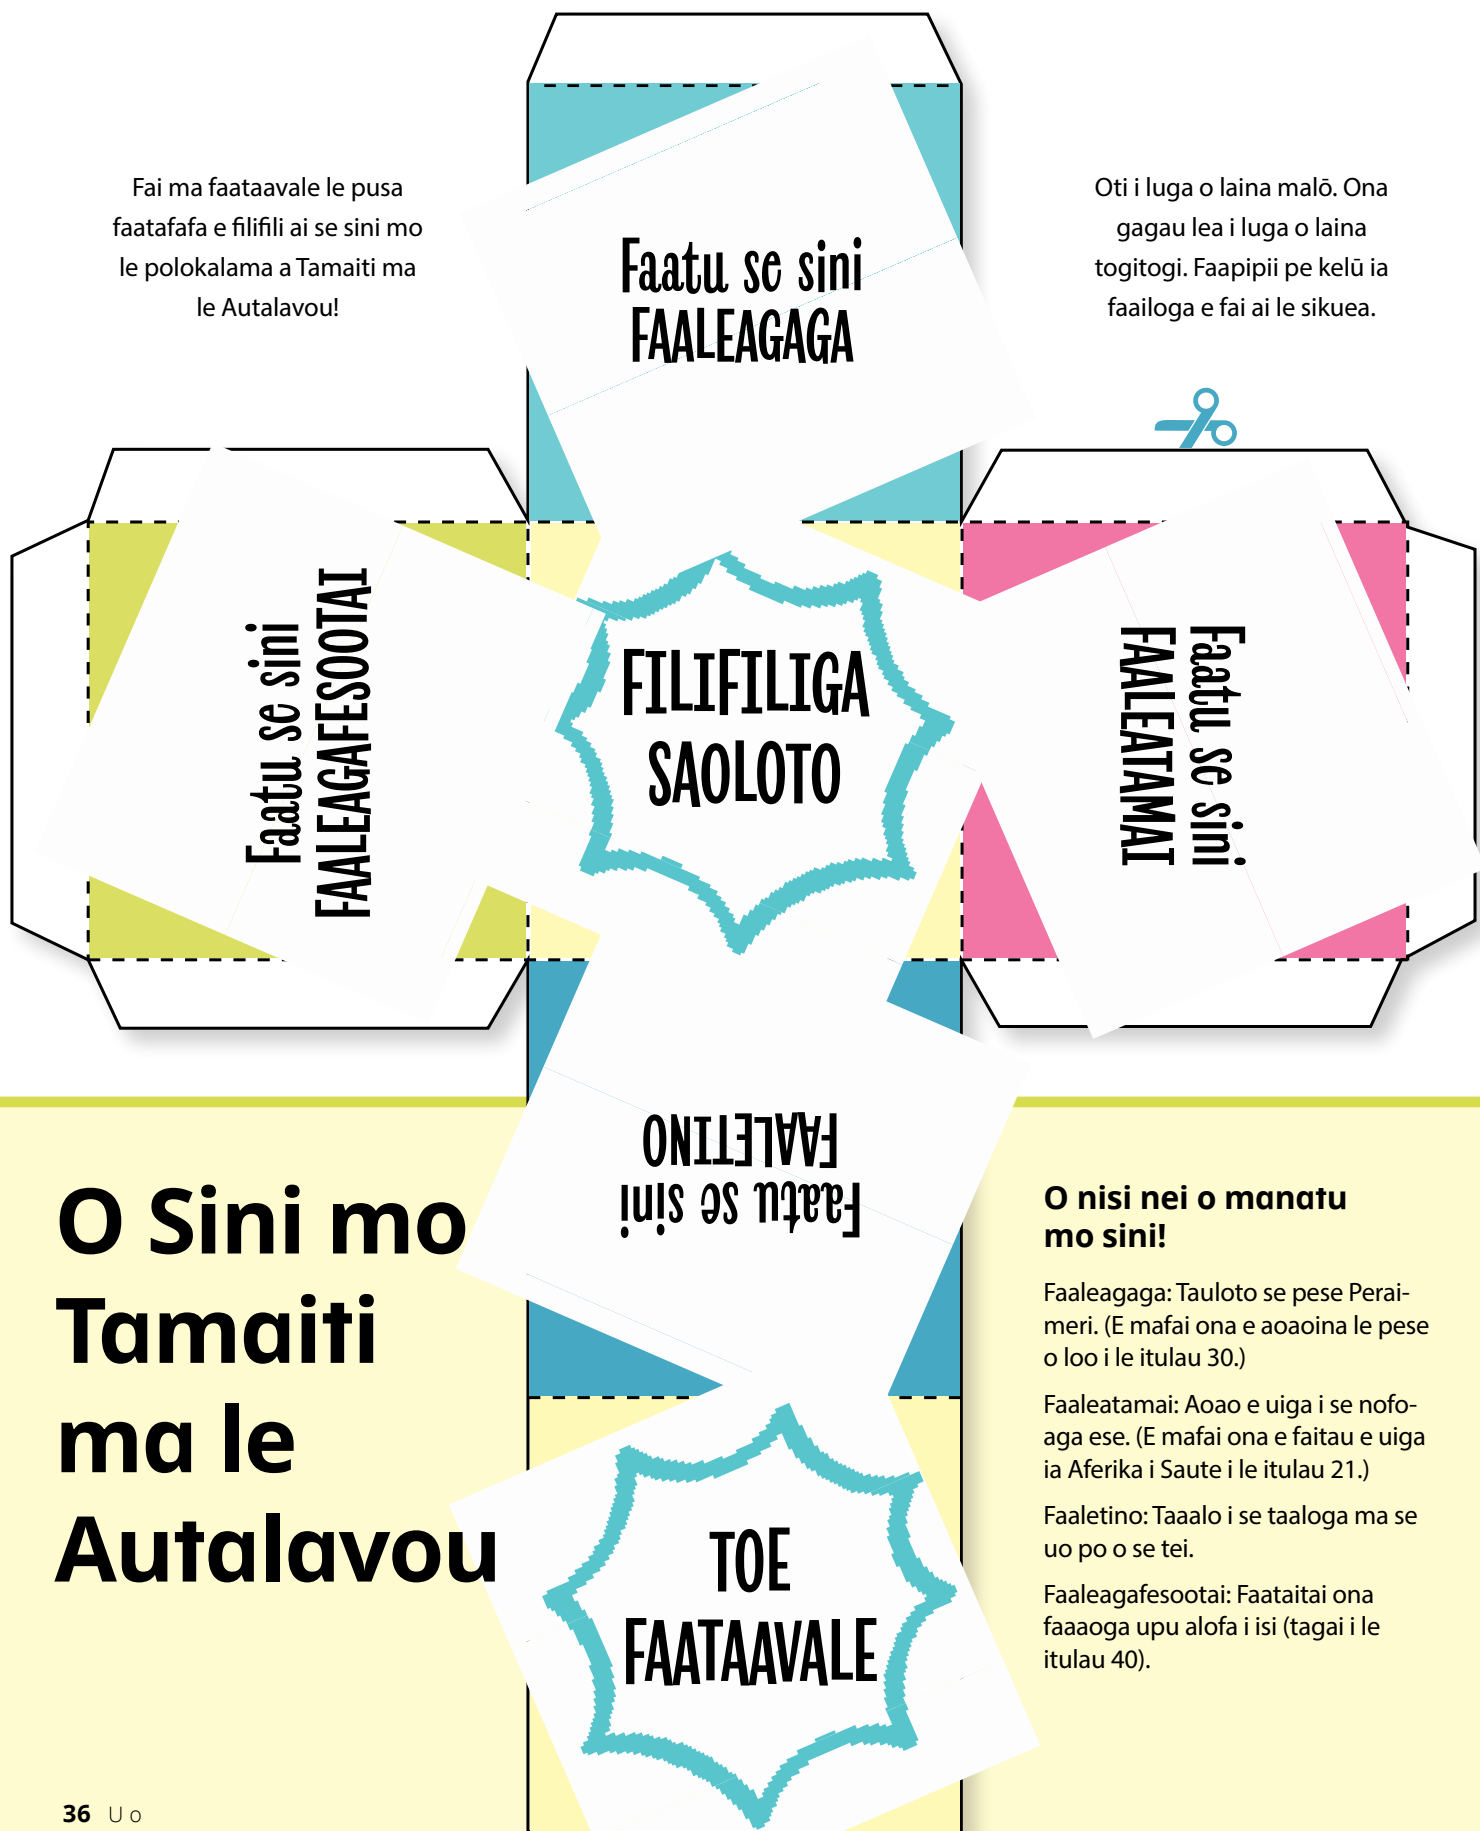 Fai ma faataavale le pusa
faatafafa e filifili ai se sini mo
le polokalama a Tamaiti ma
le Autalavou!
Oti i luga o laina malō. Ona
gagau lea i luga o laina
togitogi. Faapipii pe kelū ia
faailoga e fai ai le sikuea.
Faatu se sini
FAALEAGAGA
Faatu se sini
FAALEAGAFESOOTAI
FILIFILIGA
SAOLOTO
Faatu se sini
FAALEATAMAI
Faatu se sini
FAALETINO
TOE
FAATAAVALE
O Sini mo
Tamaiti
ma le
Autalavou
O nisi nei o manatu
mo sini!
Faaleagaga: Tauloto se pese Perai-
meri. (E mafai ona e aoaoina le pese
o loo i le itulau 30.)
Faaleatamai: Aoao e uiga i se nofo-
aga ese. (E mafai ona e faitau e uiga
ia Aferika i Saute i le itulau 21.)
Faaletino: Taaalo i se taaloga ma se
uo po o se tei.
Faaleagafesootai: Faataitai ona
faaaoga upu alofa i isi (tagai i le
itulau 40).
36 U o